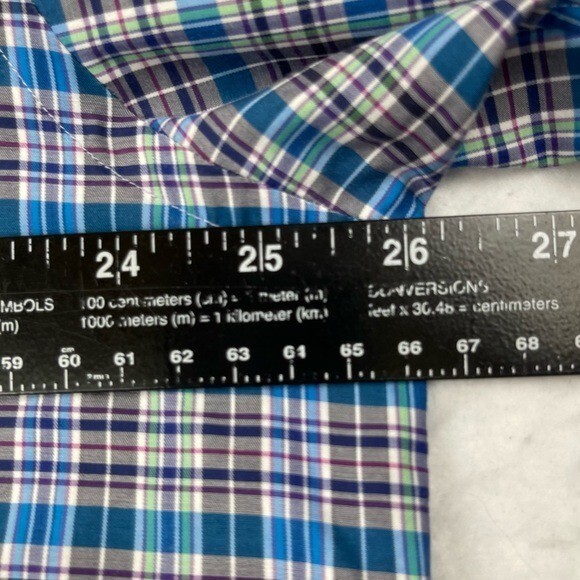 24 25 26 27
MBOLS 100 centimeters (cm) = 1 meter (m) CONVERSIONS
(m) 1000 meters (m) = 1 kilometer (km) feet x 30.48 = centimeters
cm
59 60 61 62 63 64 65 66 67 68